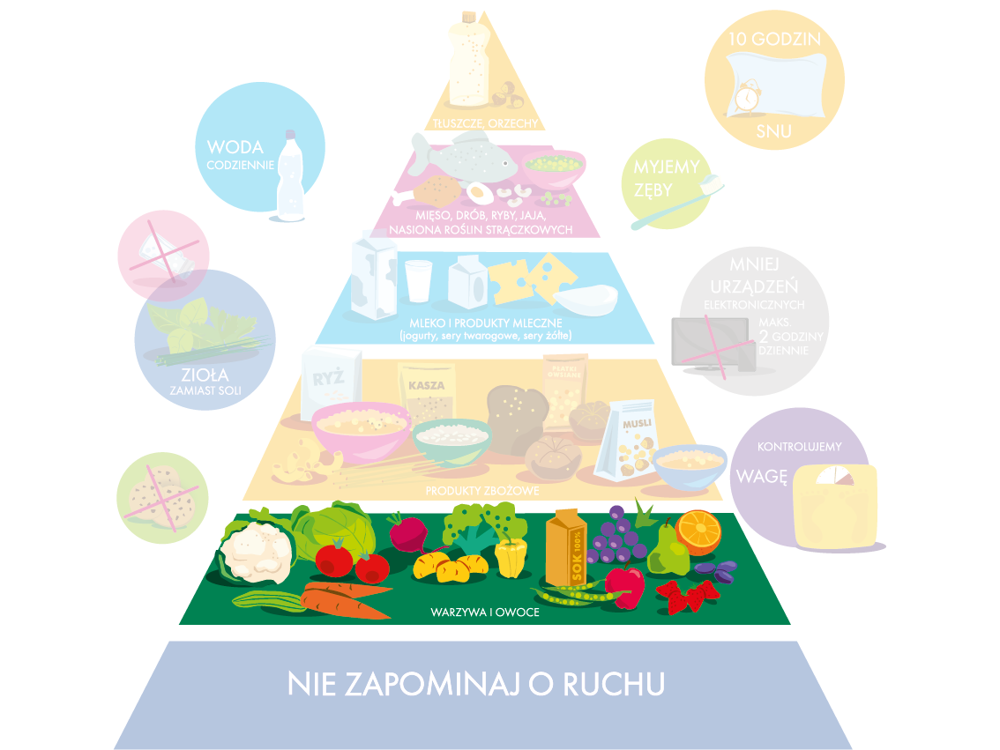 10 GODZIN
SNU
WODA
CODZIENNIE
TŁUSZCZE, ORZECHY
MYJEMY
ZĘBY
MIĘSO, DRÓB, RYBY, JAJA,
NASIONA ROŚLIN STRĄCZKOWYCH
MNIEJ
URZĄDZEŃ
ELEKTRONICZNYCH
MAKS.
2 GODZINY
DZIENNIE
MLEKO I PRODUKTY MLECZNE
(jogurty, sery twarogowe, sery żółte)
ZIOŁA
ZAMIAST SOLI
RYŻ
KASZA
PŁATKI
OWSIANE
MUSLI
PRODUKTY ZBOŻOWE
KONTROLUJEMY
WAGĘ
SOK 100%
WARZYWA I OWOCE
NIE ZAPOMINAJ O RUCHU